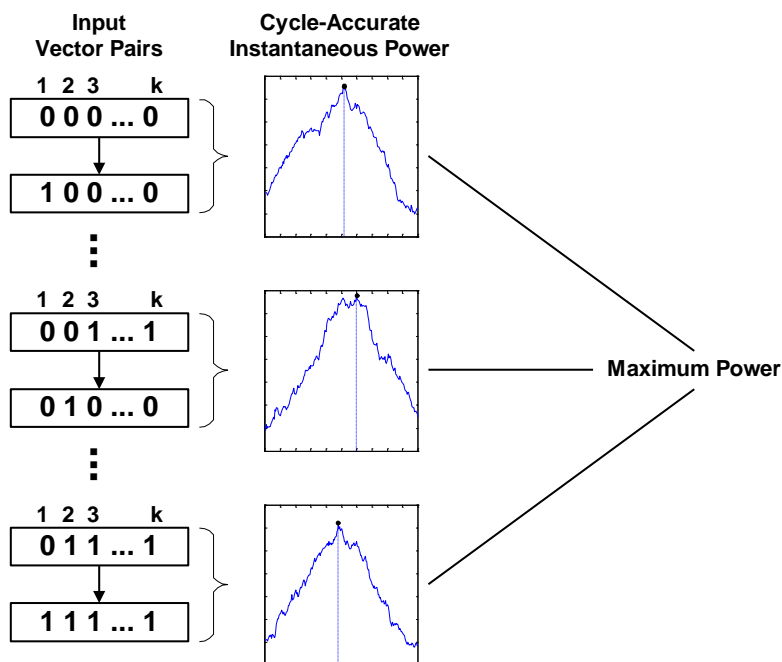 Input
Vector Pairs
Cycle-Accurate
Instantaneous Power
1 2 3 k
0 0 0 ... 0
1 0 0 ... 0
1 2 3 k
0 0 1 ... 1
0 1 0 ... 0
Maximum Power
1 2 3 k
0 1 1 ... 1
1 1 1 ... 1